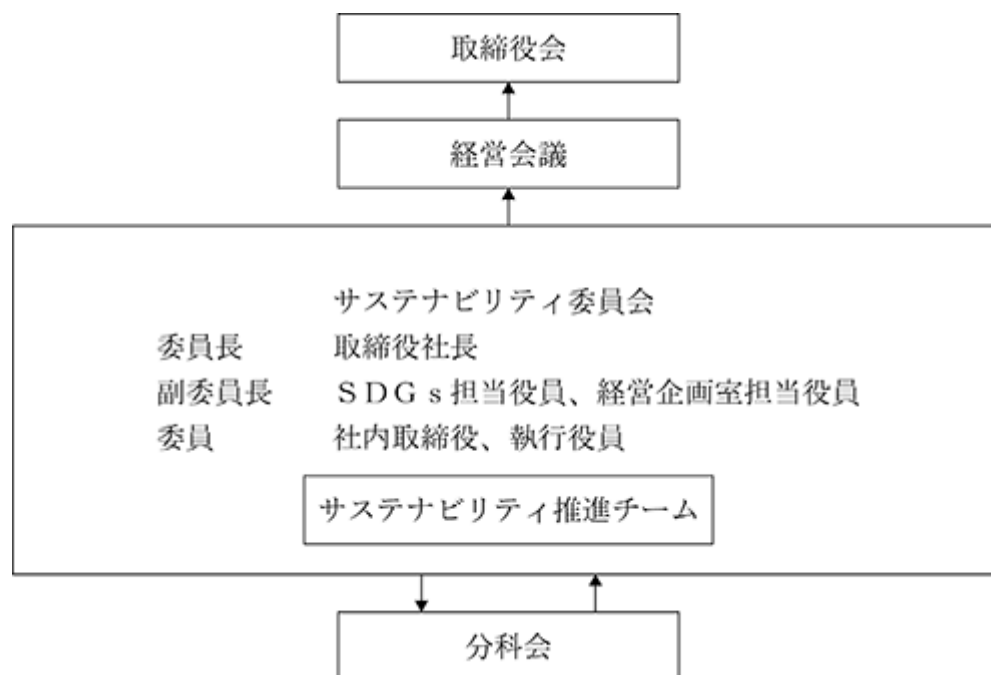 取締役会
経営会議
サステナビリティ委員会
委員長　取締役社長
副委員長　ＳＤＧｓ担当役員、経営企画室担当役員
委員　社内取締役、執行役員
サステナビリティ推進チーム
分科会